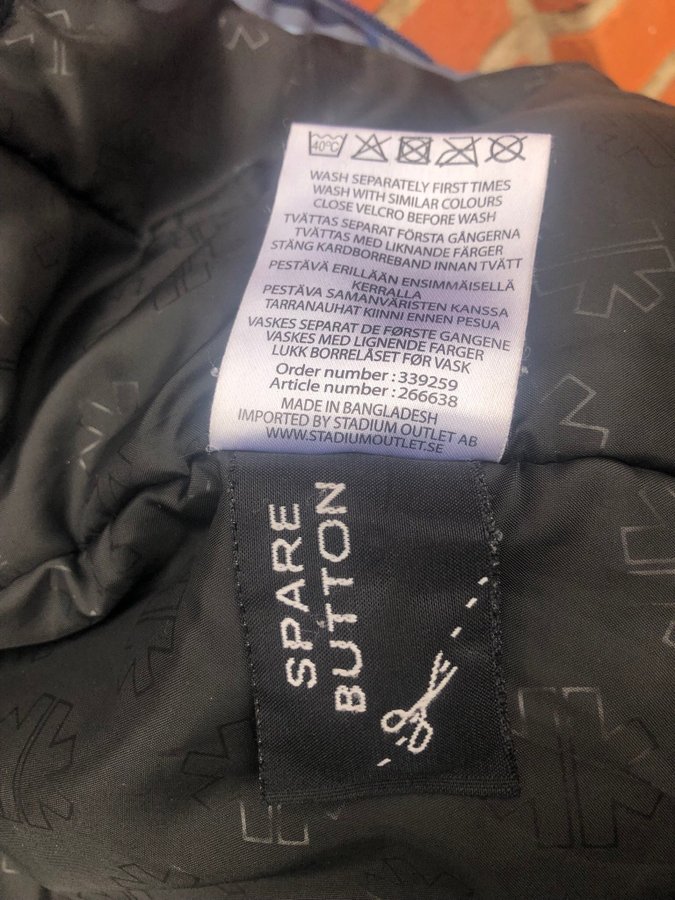 40°C
WASH SEPARATELY FIRST TIMES
WASH WITH SIMILAR COLOURS
CLOSE VELCRO BEFORE WASH
TVÄTTAS SEPARAT FÖRSTA GÅNGERNA
TVÄTTAS MED LIKNANDE FÄRGER
STÄNG KARDBORREBAND INNAN TVÄTT
PESTÄVÄ ERILLÄÄN ENSIMMÄISELLÄ
KERRALLA
PESTÄVÄ SAMANVÄRISTEN KANSSA
TARRANAUHAT KIINNI ENNEN PESUA
VASKES SEPARAT DE FØRSTE GANGENE
VASKES MED LIGNENDE FARGER
LUKK BORRELÅSET FØR VASK
Order number : 339259
Article number : 266638
MADE IN BANGLADESH
IMPORTED BY STADIUM OUTLET AB
WWW.STADIUMOUTLET.SE
SPARE
BUTTON